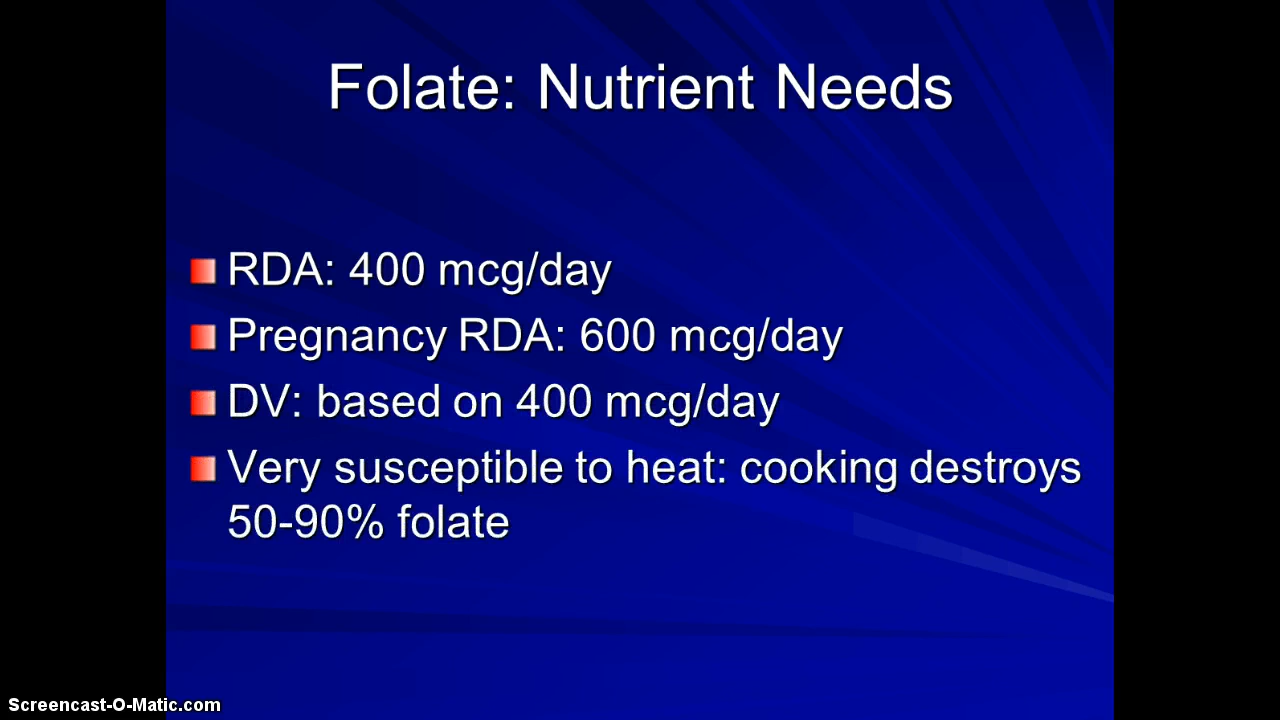 Folate: Nutrient Needs
RDA: 400 mcg/day
Pregnancy RDA: 600 mcg/day
DV: based on 400 mcg/day
Very susceptible to heat: cooking destroys
50-90% folate
Screencast-O-Matic.com